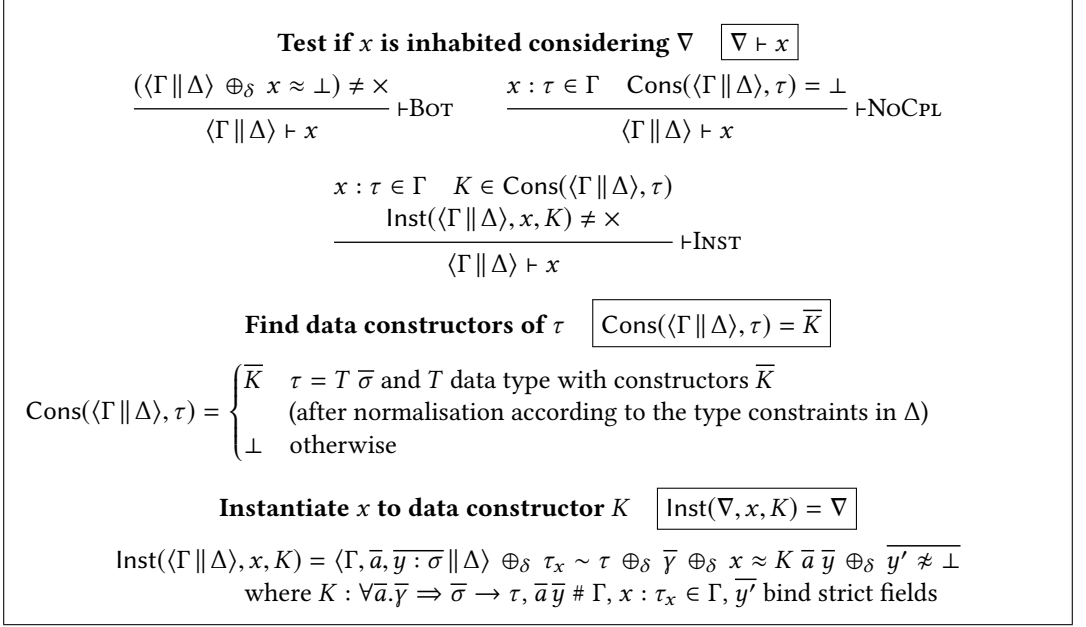 Test if x is inhabited considering ∇ ∇ ⊢ x
(⟨Γ ∥ Δ⟩ ⊕δ x ≈ ⊥) ≠ ×
⟨Γ ∥ Δ⟩ ⊢ x
⊢Bot
x : τ ∈ Γ Cons(⟨Γ ∥ Δ⟩, τ) = ⊥
⟨Γ ∥ Δ⟩ ⊢ x
⊢NoCpl
x : τ ∈ Γ K ∈ Cons(⟨Γ ∥ Δ⟩, τ)
Inst(⟨Γ ∥ Δ⟩, x, K) ≠ ×
⟨Γ ∥ Δ⟩ ⊢ x
⊢Inst
Find data constructors of τ Cons(⟨Γ ∥ Δ⟩, τ) = K̅
Cons(⟨Γ ∥ Δ⟩, τ) = { K̅ τ = T σ̅ and T data type with constructors K̅
(after normalisation according to the type constraints in Δ)
⊥ otherwise
Instantiate x to data constructor K Inst(∇, x, K) = ∇
Inst(⟨Γ ∥ Δ⟩, x, K) = ⟨Γ, a̅, y̅ ̅:̅ ̅σ̅ ∥ Δ⟩ ⊕δ τx ∼ τ ⊕δ γ̅ ⊕δ x ≈ K a̅ y̅ ⊕δ y̅′̅ ̅≉̅ ̅⊥̅
where K : ∀a̅.γ̅ ⇒ σ̅ → τ, a̅ y̅ # Γ, x : τx ∈ Γ, y̅′̅ bind strict fields